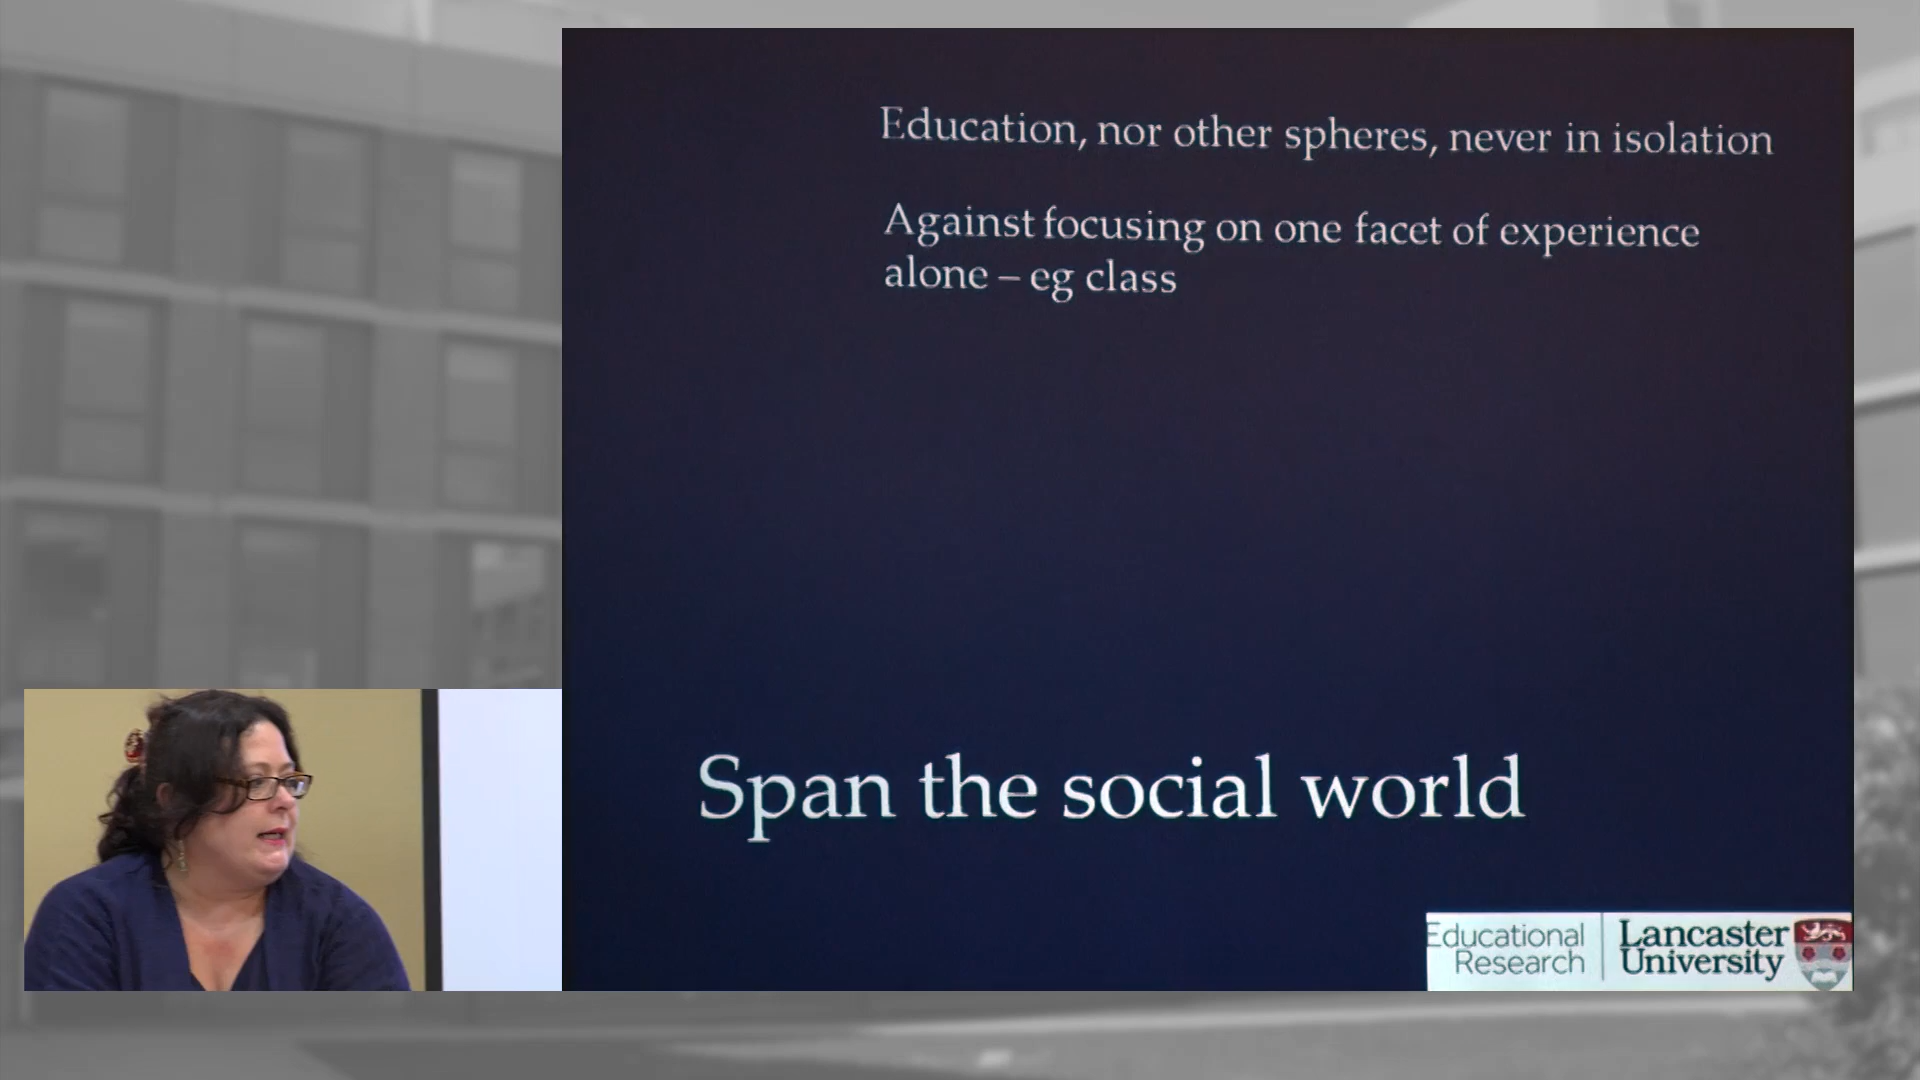 Education, nor other spheres, never in isolation
Against focusing on one facet of experience
alone – eg class
Span the social world
Educational
Research
Lancaster
University